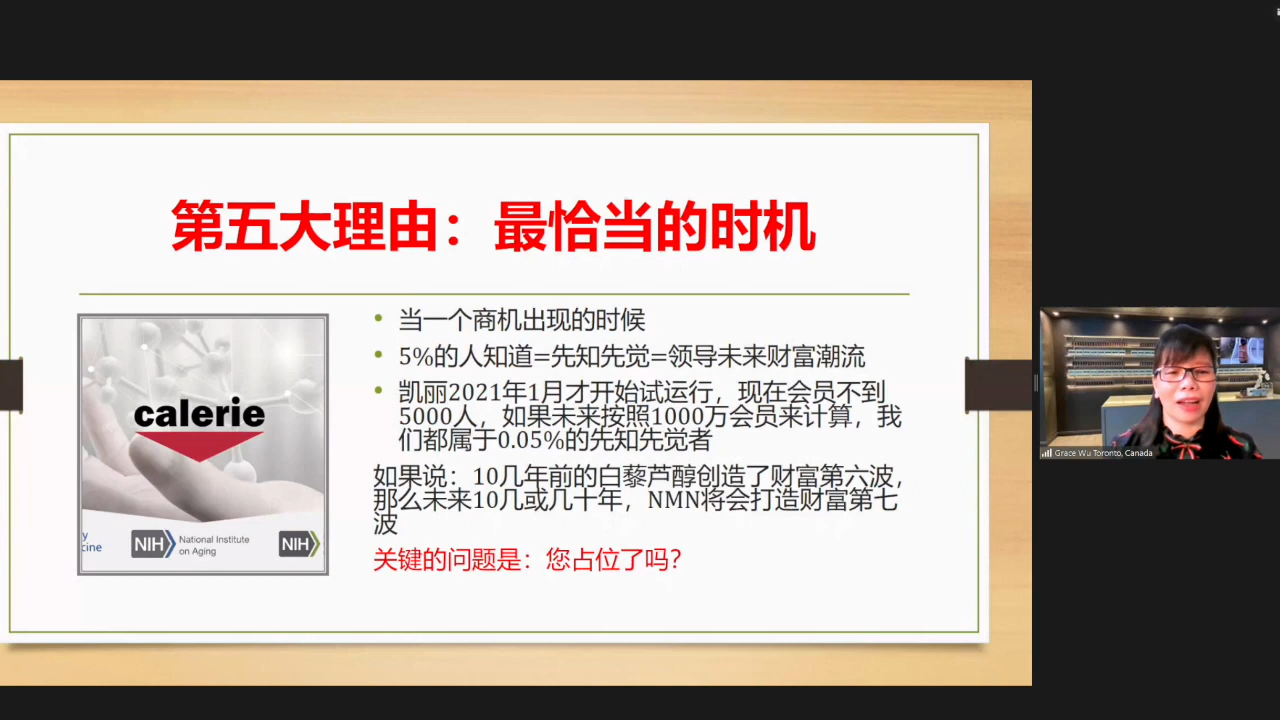 第五大理由：最恰当的时机
• 当一个商机出现的时候
• 5%的人知道=先知先觉=领导未来财富潮流
• 凯丽2021年1月才开始试运行，现在会员不到
5000人，如果未来按照1000万会员来计算，我
们都属于0.05%的先知先觉者
如果说：10几年前的白藜芦醇创造了财富第六波，
那么未来10几或几十年，NMN将会打造财富第七
波
关键的问题是：您占位了吗？
calerie
y
cine
NIH National Institute
on Aging
NIH
Grace Wu Toronto, Canada